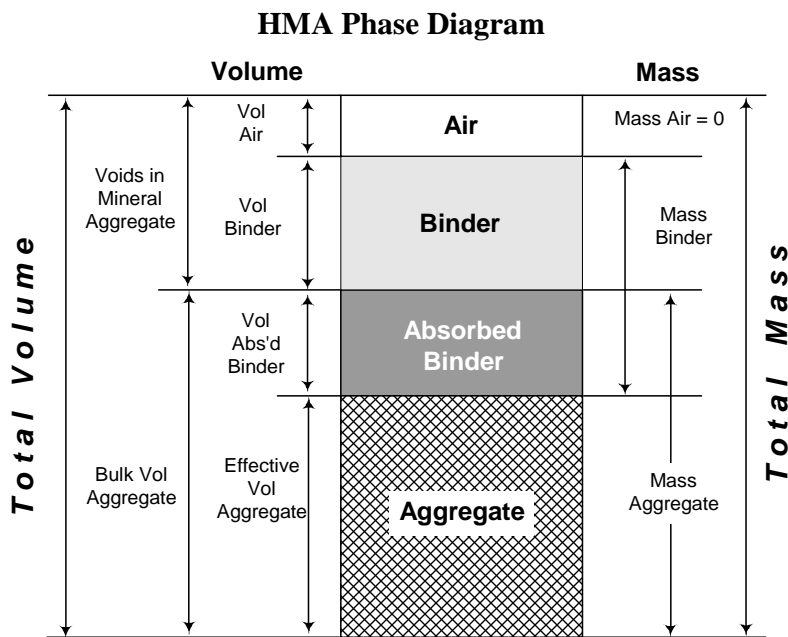 HMA Phase Diagram
Volume
Mass
Vol
Air
Air
Mass Air = 0
Voids in
Mineral
Aggregate
Vol
Binder
Binder
Mass
Binder
Total Volume
Total Mass
Vol
Abs'd
Binder
Absorbed
Binder
Bulk Vol
Aggregate
Effective
Vol
Aggregate
Aggregate
Mass
Aggregate